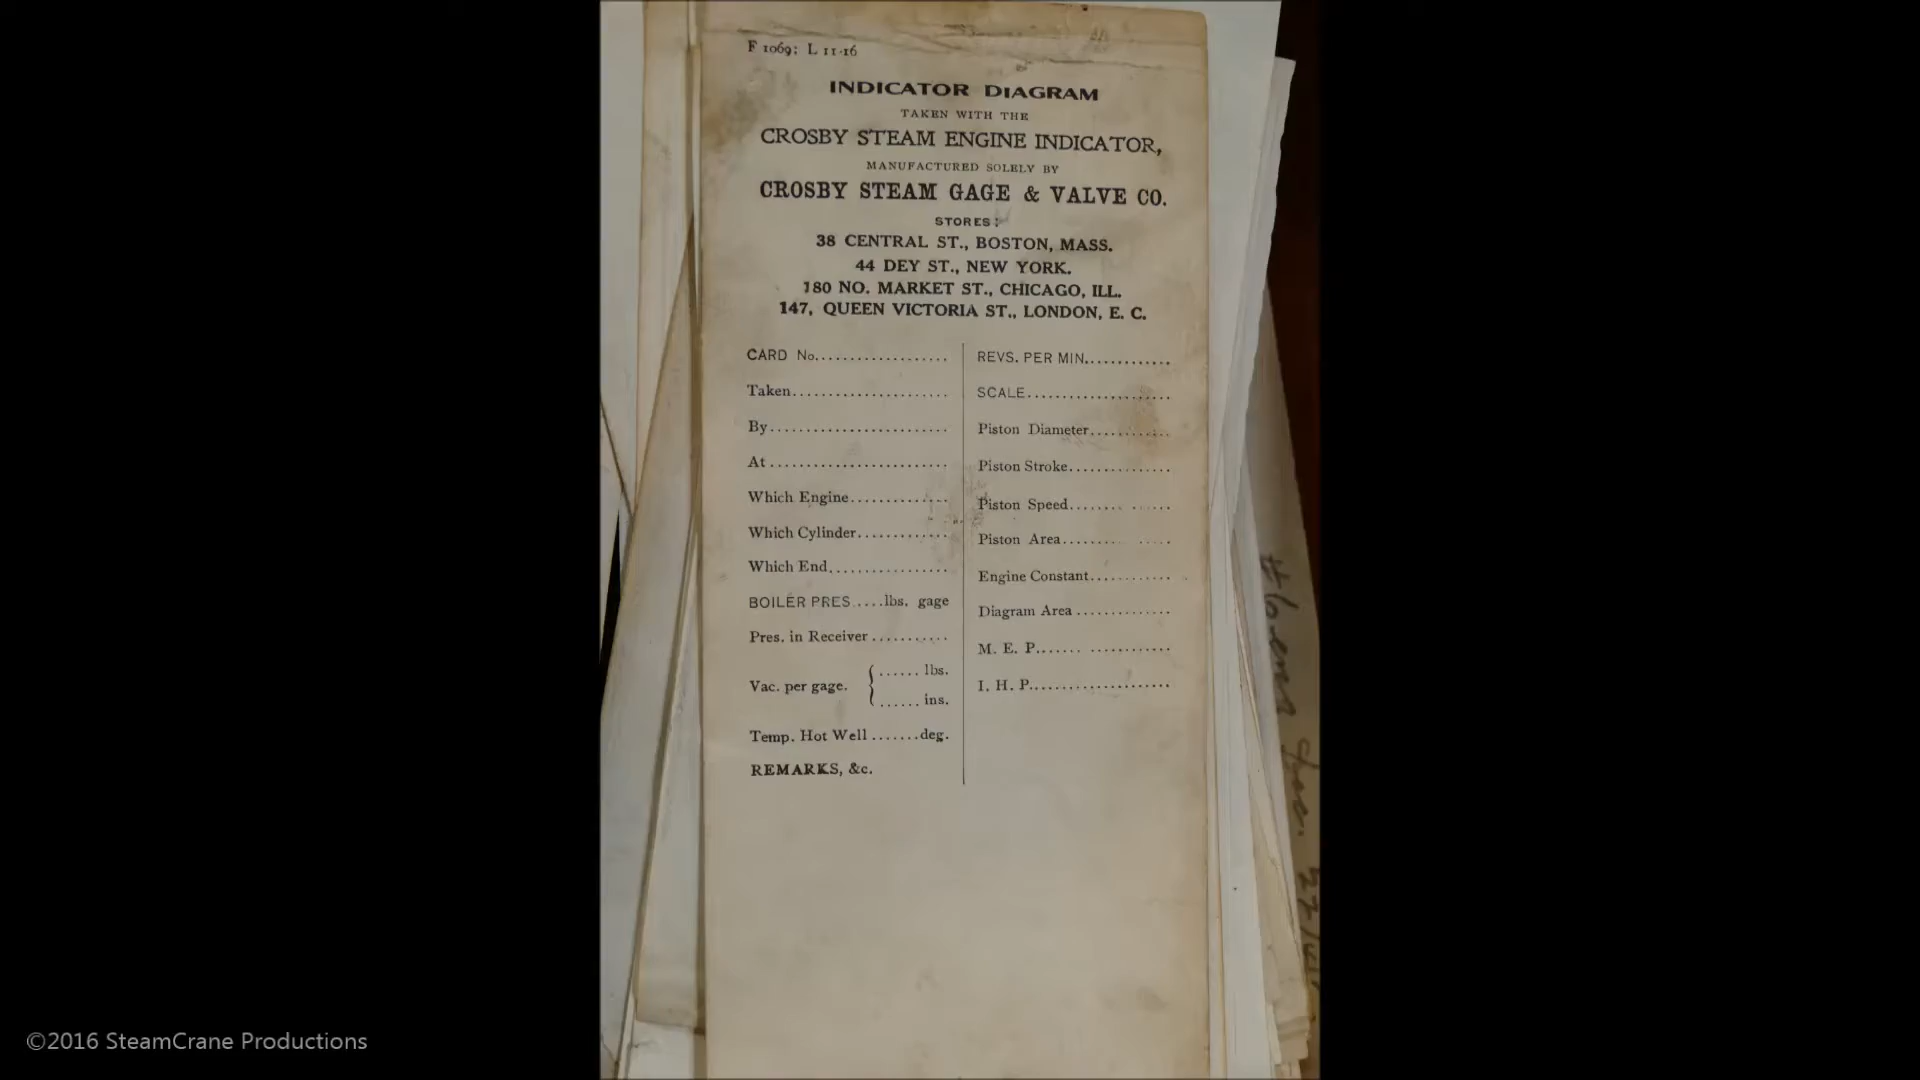 F 1069; L 11-16
INDICATOR DIAGRAM
TAKEN WITH THE
CROSBY STEAM ENGINE INDICATOR,
MANUFACTURED SOLELY BY
CROSBY STEAM GAGE & VALVE CO.
STORES:
38 CENTRAL ST., BOSTON, MASS.
44 DEY ST., NEW YORK.
180 NO. MARKET ST., CHICAGO, ILL.
147, QUEEN VICTORIA ST., LONDON, E. C.
CARD No...................
Taken......................
By.........................
At.........................
Which Engine..............
Which Cylinder.............
Which End.................
BOILER PRES.....lbs. gage
Pres. in Receiver ...........
Vac. per gage. { ...... lbs.
...... ins.
Temp. Hot Well .......deg.
REMARKS, &c.
REVS. PER MIN............
SCALE....................
Piston Diameter...........
Piston Stroke..............
Piston Speed........ ......
Piston Area........ .....
Engine Constant...........
Diagram Area .............
M. E. P....... ............
I. H. P....................
©2016 SteamCrane Productions